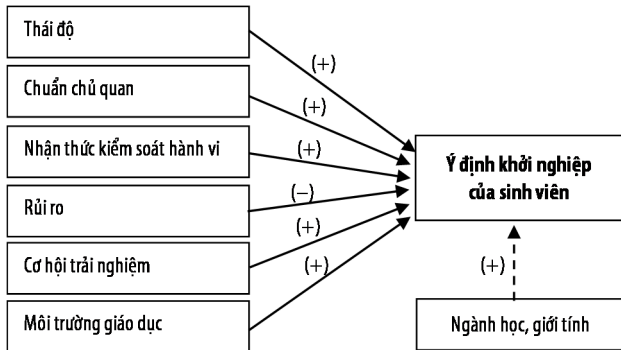 Thái độ
(+)
Chuẩn chủ quan
(+)
Nhận thức kiểm soát hành vi
(+)
Ý định khởi nghiệp
của sinh viên
Rủi ro
(–)
(+)
Cơ hội trải nghiệm
(+)
(+)
Môi trường giáo dục
Ngành học, giới tính